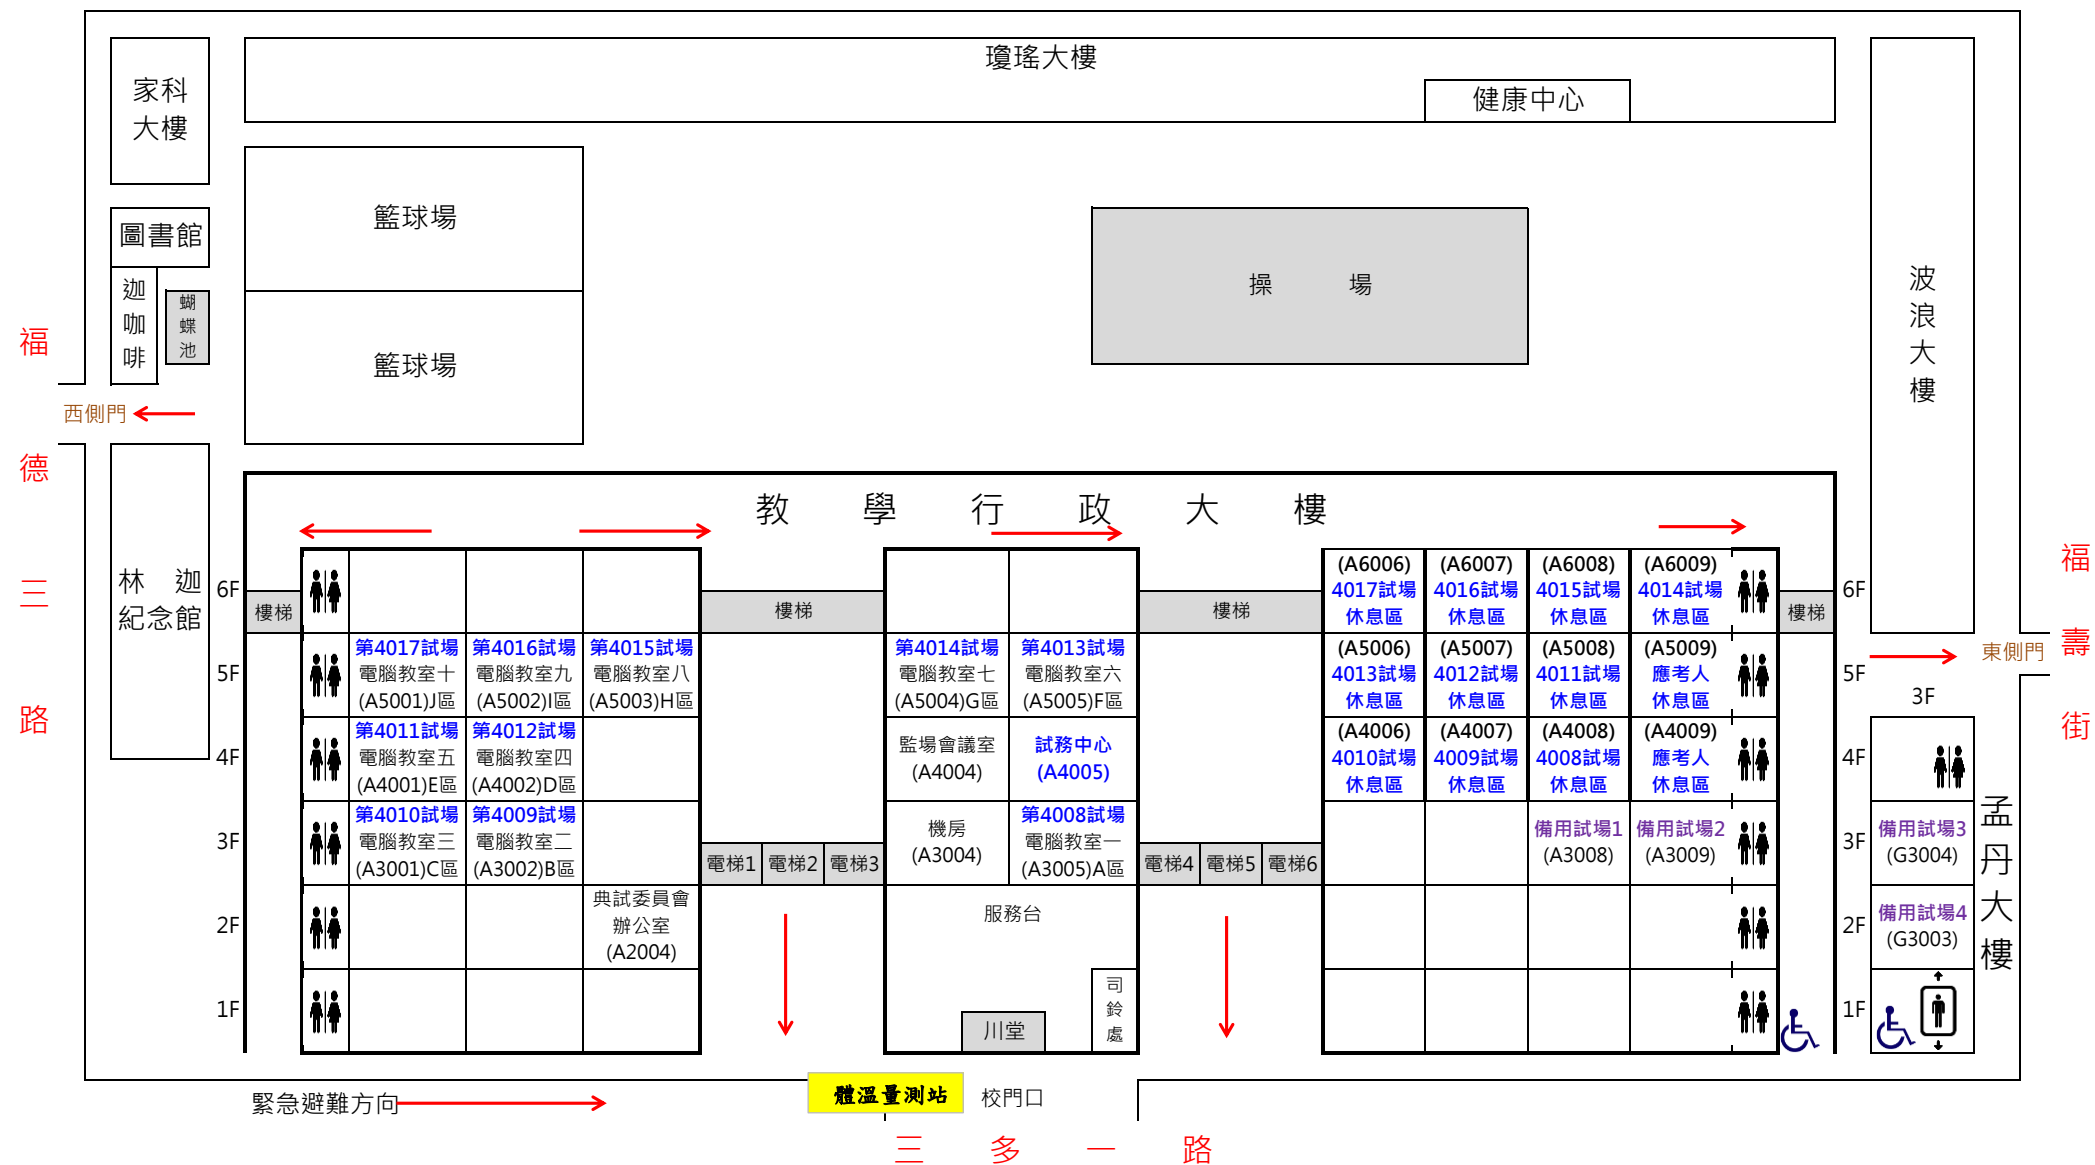 瓊瑤大樓
健康中心
家科
大樓
圖書館
迦咖啡
蝴蝶池
籃球場
籃球場
操 場
波浪大樓
福德三路
西側門
林 迦
紀念館
教 學 行 政 大 樓
6F
樓梯
樓梯
樓梯
(A6006)
4017試場
休息區
(A6007)
4016試場
休息區
(A6008)
4015試場
休息區
(A6009)
4014試場
休息區
樓梯
6F
5F
第4017試場
電腦教室十
(A5001)J區
第4016試場
電腦教室九
(A5002)I區
第4015試場
電腦教室八
(A5003)H區
第4014試場
電腦教室七
(A5004)G區
第4013試場
電腦教室六
(A5005)F區
(A5006)
4013試場
休息區
(A5007)
4012試場
休息區
(A5008)
4011試場
休息區
(A5009)
應考人
休息區
5F
4F
第4011試場
電腦教室五
(A4001)E區
第4012試場
電腦教室四
(A4002)D區
監場會議室
(A4004)
試務中心
(A4005)
(A4006)
4010試場
休息區
(A4007)
4009試場
休息區
(A4008)
4008試場
休息區
(A4009)
應考人
休息區
4F
3F
第4010試場
電腦教室三
(A3001)C區
第4009試場
電腦教室二
(A3002)B區
電梯1
電梯2
電梯3
機房
(A3004)
第4008試場
電腦教室一
(A3005)A區
電梯4
電梯5
電梯6
備用試場1
(A3008)
備用試場2
(A3009)
3F
2F
典試委員會
辦公室
(A2004)
服務台
2F
1F
川堂
司鈴處
1F
東側門
福壽街
3F
備用試場3
(G3004)
備用試場4
(G3003)
孟丹大樓
緊急避難方向
體溫量測站
校門口
三 多 一 路